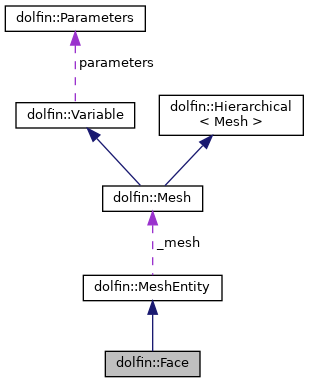 dolfin::Parameters
parameters
dolfin::Variable
dolfin::Hierarchical
< Mesh >
dolfin::Mesh
_mesh
dolfin::MeshEntity
dolfin::Face